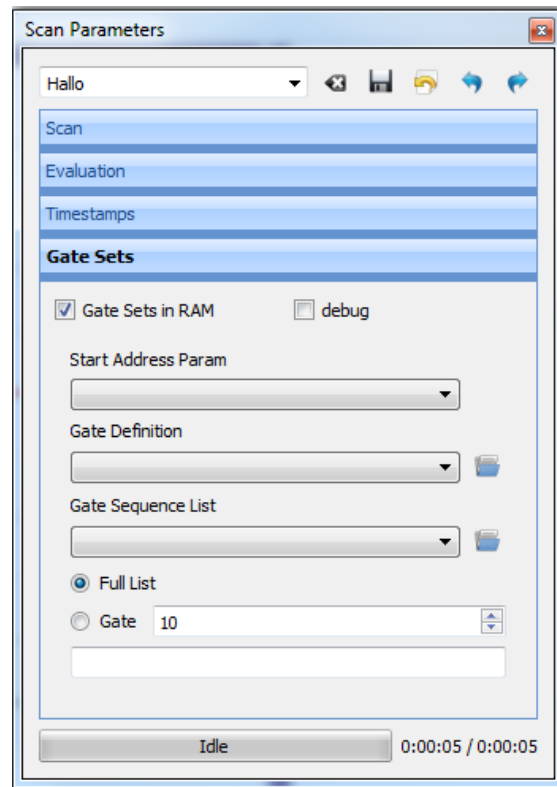 Scan Parameters
Hallo
Scan
Evaluation
Timestamps
Gate Sets
Gate Sets in RAM debug
Start Address Param
Gate Definition
Gate Sequence List
Full List
Gate 10
Idle 0:00:05 / 0:00:05